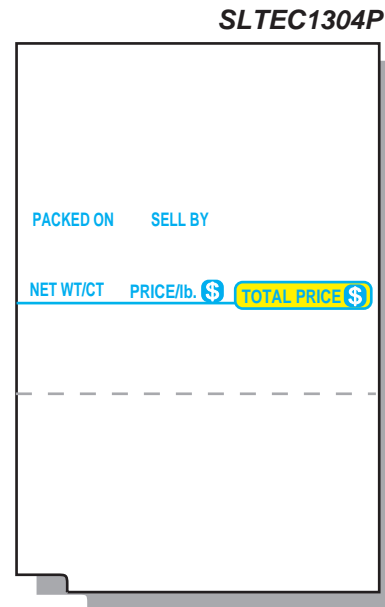 SLTEC1304P
PACKED ON SELL BY
NET WT/CT PRICE/lb. $ TOTAL PRICE $